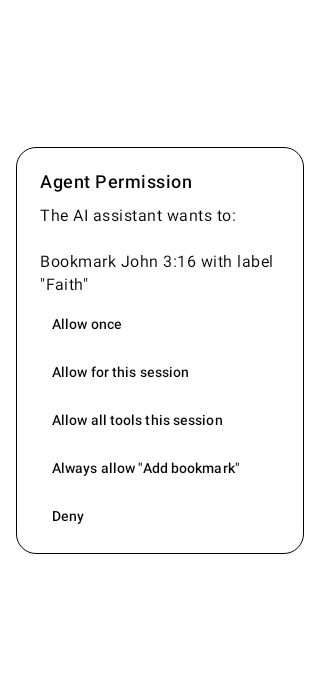 Agent Permission
The AI assistant wants to:
Bookmark John 3:16 with label
"Faith"
Allow once
Allow for this session
Allow all tools this session
Always allow "Add bookmark"
Deny